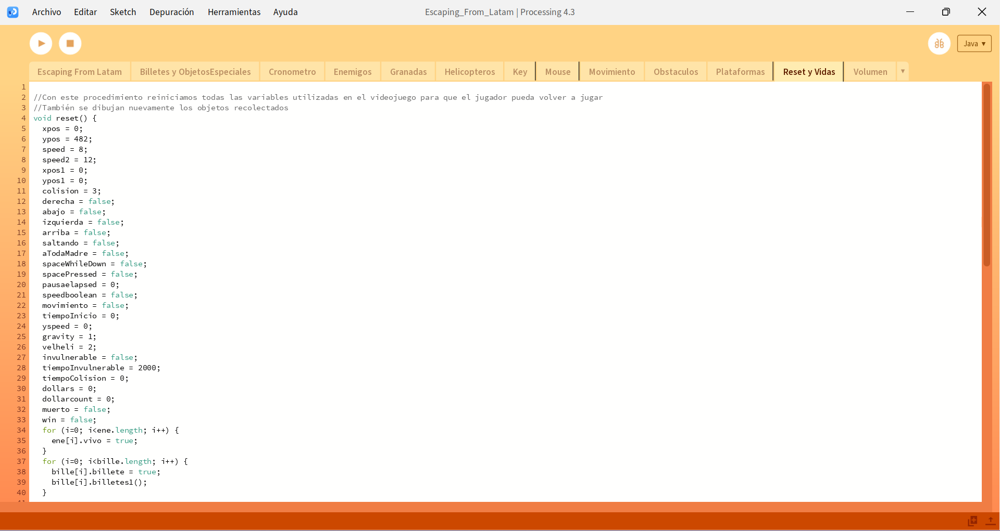 Archivo Editar Sketch Depuración Herramientas Ayuda Escaping_From_Latam | Processing 4.3
Java ▾
Escaping From Latam Billetes y ObjetosEspeciales Cronometro Enemigos Granadas Helicopteros Key Mouse Movimiento Obstaculos Plataformas Reset y Vidas Volumen ▾
1
2 //Con este procedimiento reiniciamos todas las variables utilizadas en el videojuego para que el jugador pueda volver a jugar
3 //También se dibujan nuevamente los objetos recolectados
4 void reset() {
5 xpos = 0;
6 ypos = 482;
7 speed = 8;
8 speed2 = 12;
9 xpos1 = 0;
10 ypos1 = 0;
11 colision = 3;
12 derecha = false;
13 abajo = false;
14 izquierda = false;
15 arriba = false;
16 saltando = false;
17 aTodaMadre = false;
18 spaceWhileDown = false;
19 spacePressed = false;
20 pausaelapsed = 0;
21 speedboolean = false;
22 movimiento = false;
23 tiempoInicio = 0;
24 yspeed = 0;
25 gravity = 1;
26 velheli = 2;
27 invulnerable = false;
28 tiempoInvulnerable = 2000;
29 tiempoColision = 0;
30 dollars = 0;
31 dollarcount = 0;
32 muerto = false;
33 win = false;
34 for (i=0; i<ene.length; i++) {
35 ene[i].vivo = true;
36 }
37 for (i=0; i<bille.length; i++) {
38 bille[i].billete = true;
39 bille[i].billetes1();
40 }
41